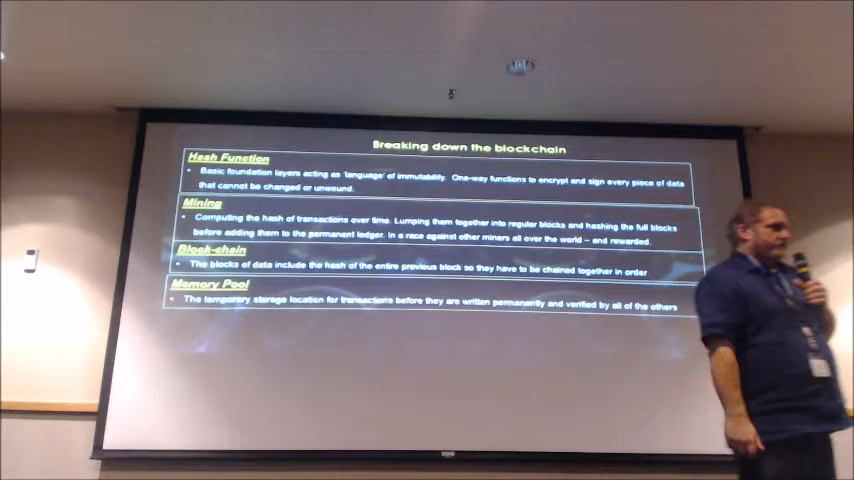 Breaking down the blockchain
Hash Function
• Basic foundation layers acting as 'language' of immutability. One-way functions to encrypt and sign every piece of data
that cannot be changed or unwound.
Mining
• Computing the hash of transactions over time. Lumping them together into regular blocks and hashing the full blocks
before adding them to the permanent ledger. In a race against other miners all over the world – and rewarded.
Block-chain
• The blocks of data include the hash of the entire previous block so they have to be chained together in order
Memory Pool
• The temporary storage location for transactions before they are written permanently and verified by all of the others